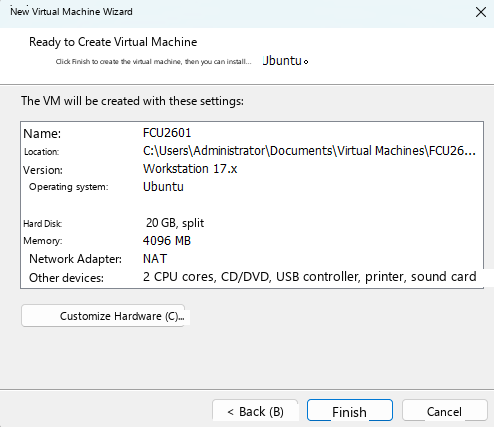 New Virtual Machine Wizard
Ready to Create Virtual Machine
Click Finish to create the virtual machine, then you can install... Ubuntu。
The VM will be created with these settings:
Name: FCU2601
Location: C:\Users\Administrator\Documents\Virtual Machines\FCU26...
Version: Workstation 17.x
Operating system: Ubuntu
Hard Disk: 20 GB, split
Memory: 4096 MB
Network Adapter: NAT
Other devices: 2 CPU cores, CD/DVD, USB controller, printer, sound card
Customize Hardware (C)...
< Back (B)
Finish
Cancel